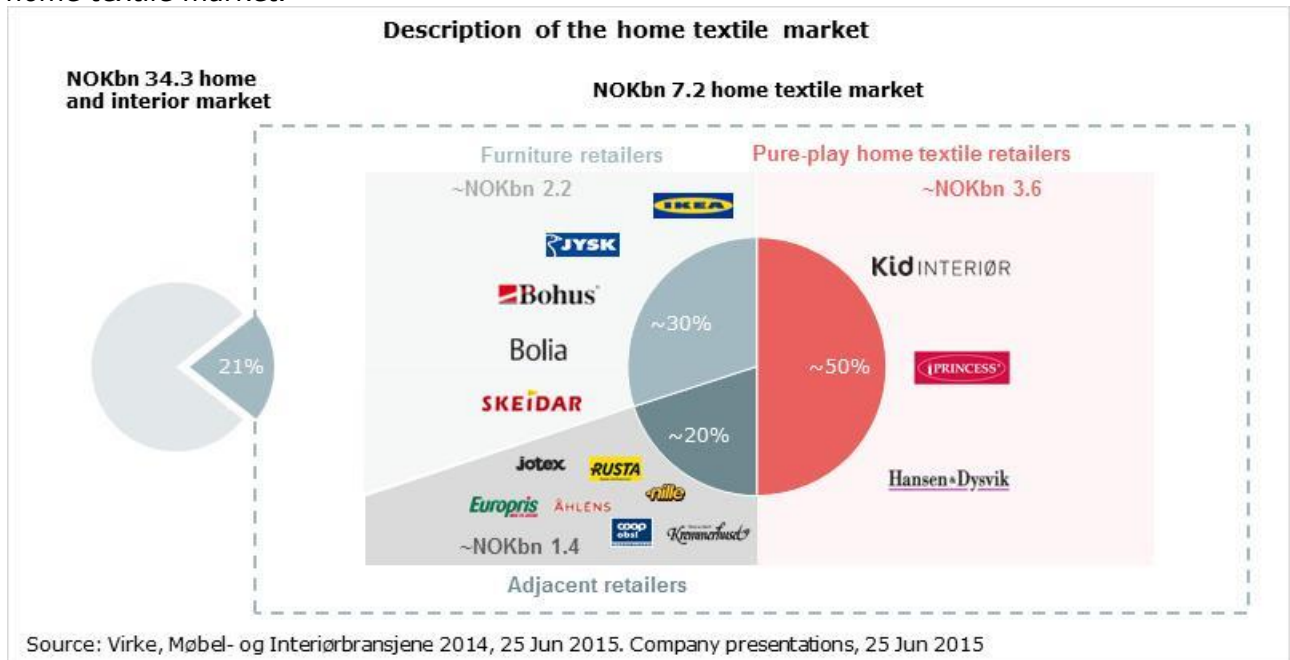 home textile market.
Description of the home textile market
NOKbn 34.3 home
and interior market
NOKbn 7.2 home textile market
Furniture retailers
~NOKbn 2.2
Pure-play home textile retailers
~NOKbn 3.6
IKEA
JYSK
Bohus
Bolia
SKEIDAR
21%
~30%
~50%
~20%
Kid INTERIØR
PRINCESS
Hansen & Dysvik
jotex
RUSTA
nille
Europris
ÅHLENS
coop
obs!
Kremmerhuset
~NOKbn 1.4
Adjacent retailers
Source: Virke, Møbel- og Interiørbransjene 2014, 25 Jun 2015. Company presentations, 25 Jun 2015